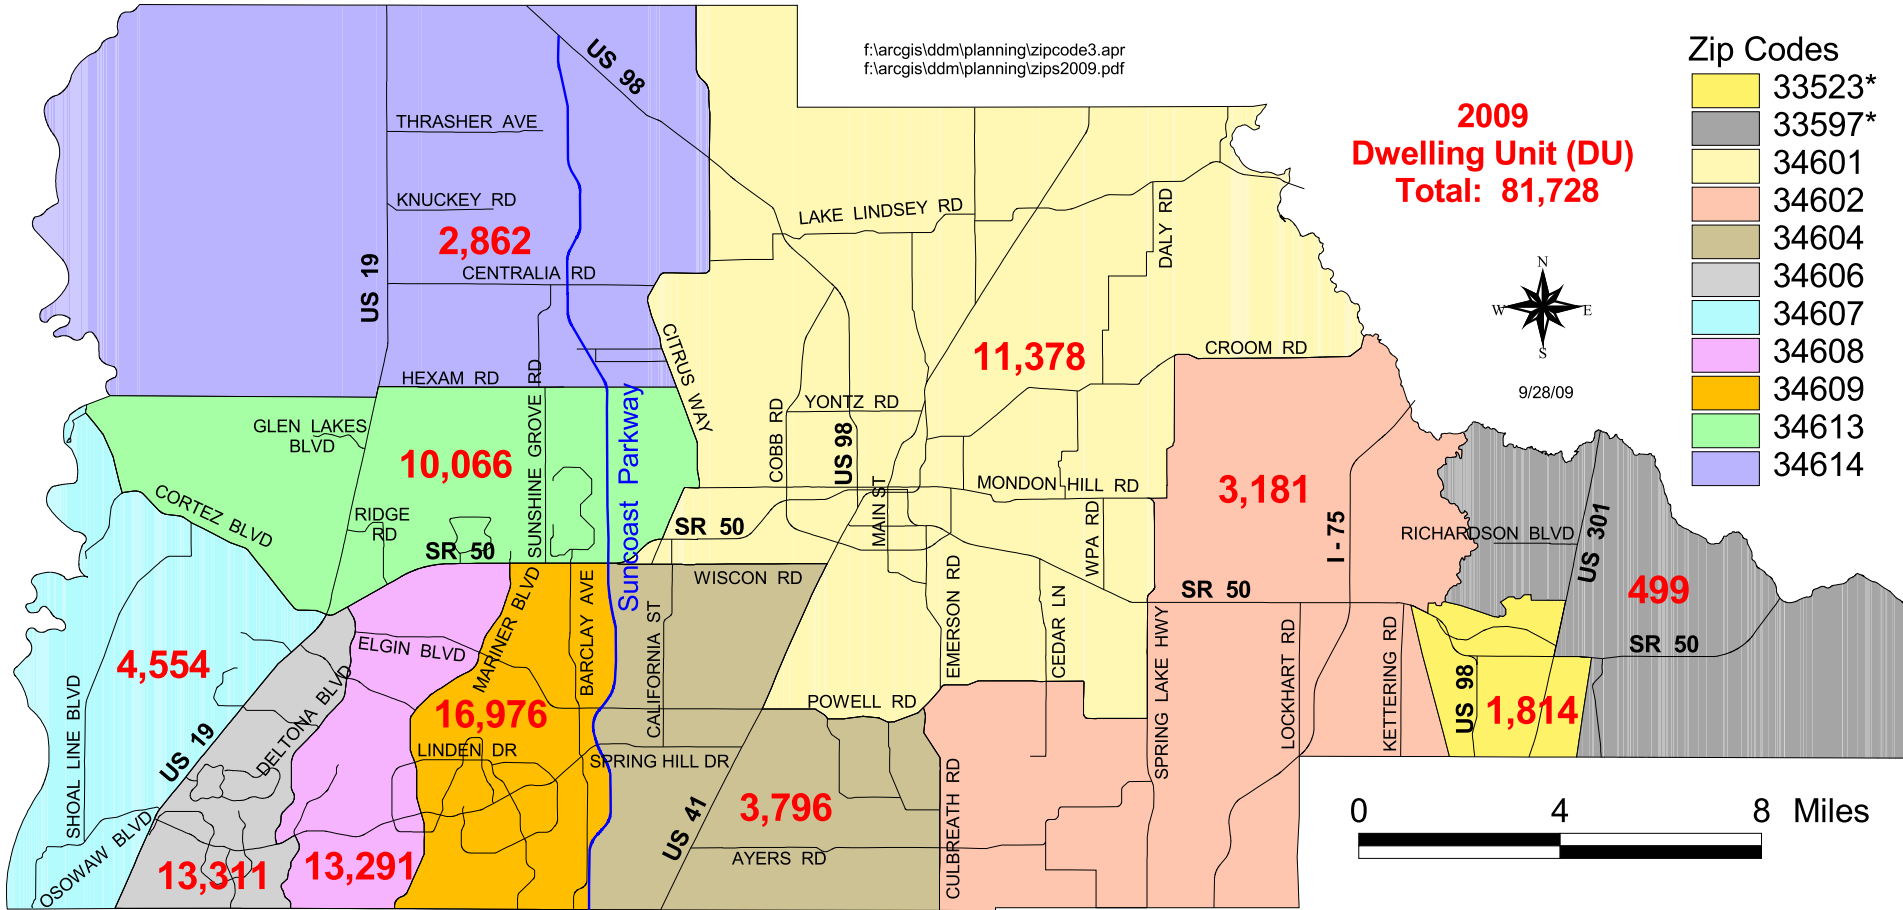 f:\arcgis\ddm\planning\zipcode3.apr
f:\arcgis\ddm\planning\zips2009.pdf
2009
Dwelling Unit (DU)
Total: 81,728
Zip Codes
33523*
33597*
34601
34602
34604
34606
34607
34608
34609
34613
34614
N
W
E
S
9/28/09
US 98
THRASHER AVE
KNUCKEY RD
2,862
CENTRALIA RD
US 19
HEXAM RD
LAKE LINDSEY RD
DALY RD
CITRUS WAY
11,378
CROOM RD
YONTZ RD
COBB RD
US 98
GLEN LAKES
BLVD
10,066
SUNSHINE GROVE RD
Suncoast Parkway
CORTEZ BLVD
RIDGE
RD
SR 50
SR 50
MAIN ST
MONDON HILL RD
WPA RD
3,181
I - 75
RICHARDSON BLVD
US 301
499
SR 50
SR 50
WISCON RD
EMERSON RD
CEDAR LN
SPRING LAKE HWY
LOCKHART RD
KETTERING RD
US 98
1,814
4,554
ELGIN BLVD
MARINER BLVD
BARCLAY AVE
CALIFORNIA ST
POWELL RD
16,976
LINDEN DR
SPRING HILL DR
SHOAL LINE BLVD
US 19
DELTONA BLVD
OSOWAW BLVD
13,311
13,291
US 41
3,796
AYERS RD
CULBREATH RD
0 4 8 Miles